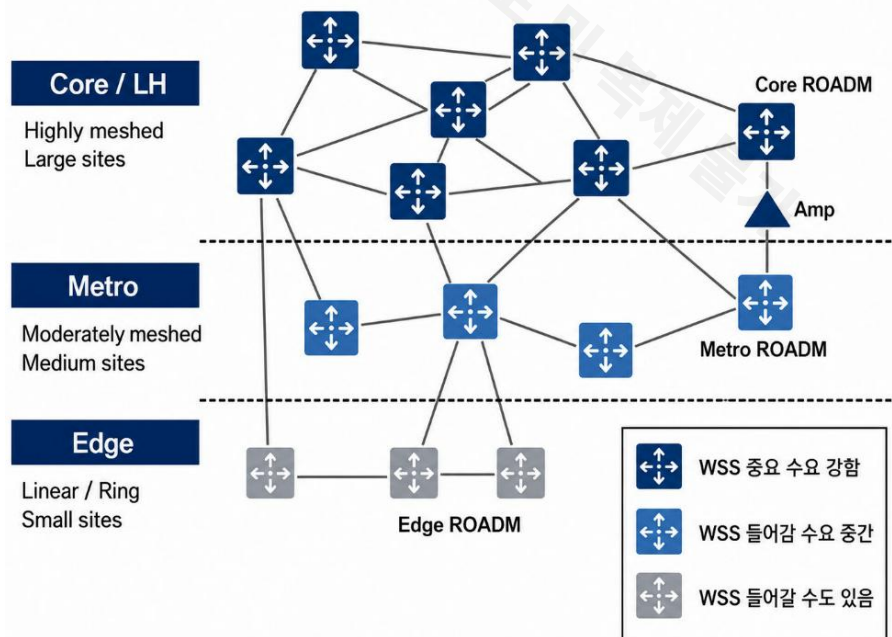 Core / LH
Highly meshed
Large sites
Core ROADM
Amp
Metro
Moderately meshed
Medium sites
Metro ROADM
Edge
Linear / Ring
Small sites
Edge ROADM
WSS 중요 수요 강함
WSS 들어감 수요 중간
WSS 들어갈 수도 있음